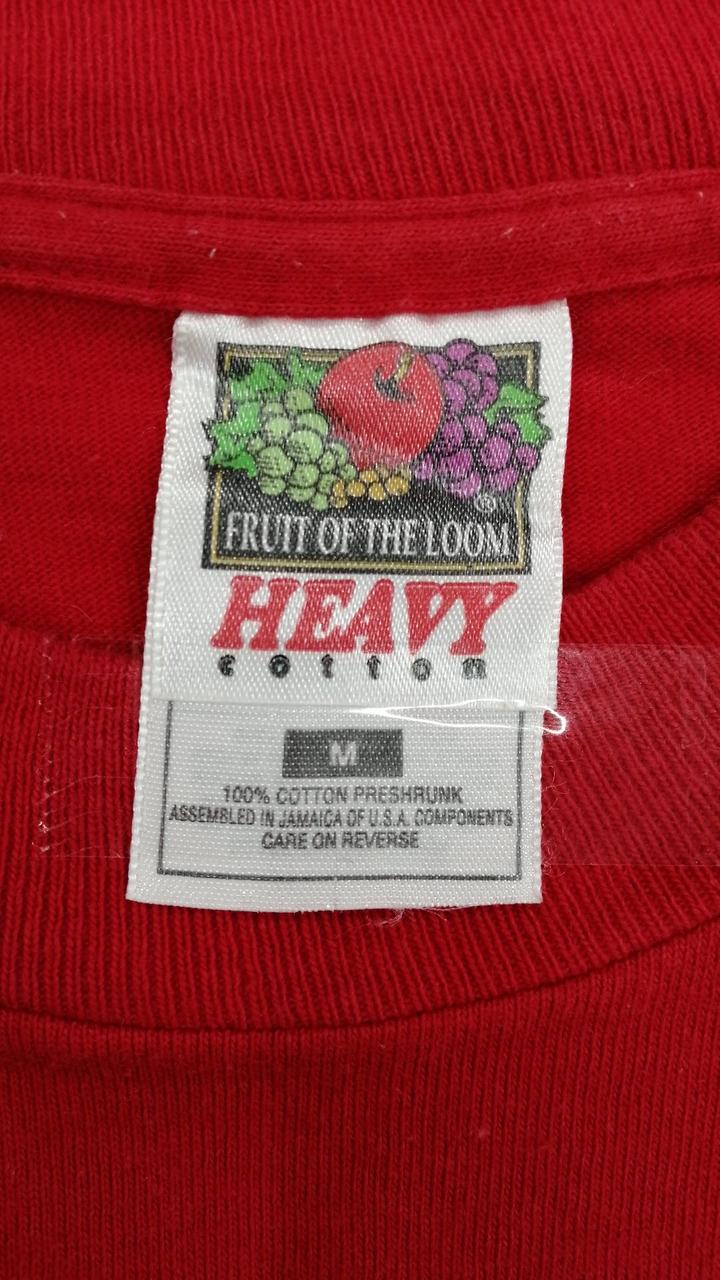 ®
FRUIT OF THE LOOM
HEAVY
cotton
M
100% COTTON PRESHRUNK
ASSEMBLED IN JAMAICA OF U.S.A. COMPONENTS
CARE ON REVERSE